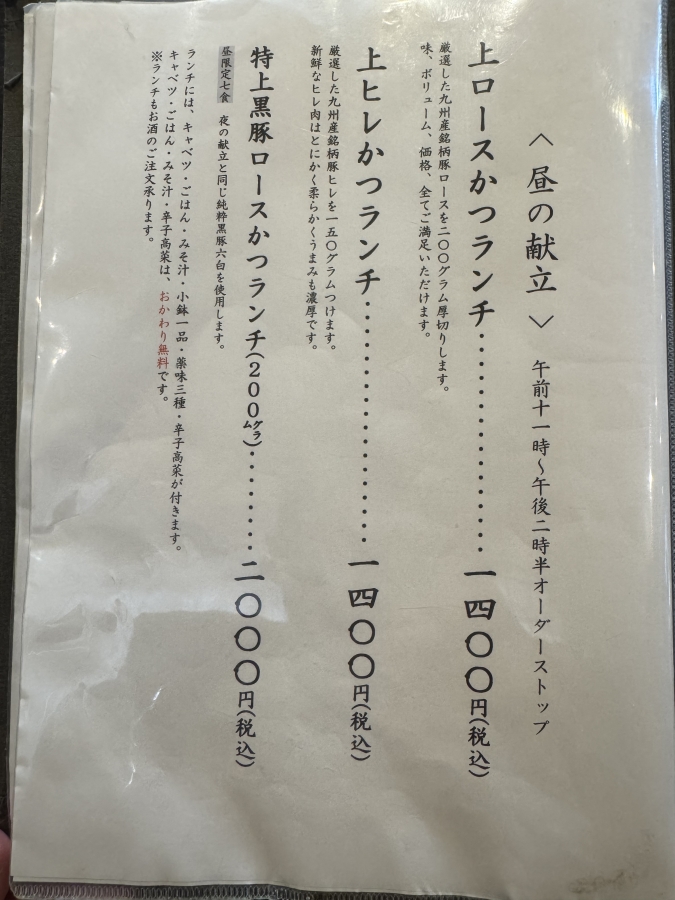 〈 昼の献立 〉 午前十一時～午後二時半オーダーストップ
上ロースかつランチ・・・・・・・・・・・・・・一四〇〇円(税込)
厳選した九州産銘柄豚ロースを二〇〇グラム厚切りします。
味、ボリューム、価格、全てご満足いただけます。
上ヒレかつランチ・・・・・・・・・・・・・・・一四〇〇円(税込)
厳選した九州産銘柄豚ヒレを一五〇グラムつけます。
新鮮なヒレ肉はとにかく柔らかくうまみも濃厚です。
特上黒豚ロースかつランチ(200グラム)・・・・・・・・二〇〇〇円(税込)
昼限定七食 夜の献立と同じ純粋黒豚六白を使用します。
ランチには、キャベツ・ごはん・みそ汁・小鉢一品・薬味三種・辛子高菜が付きます。
キャベツ・ごはん・みそ汁・辛子高菜は、おかわり無料です。
※ランチもお酒のご注文承ります。